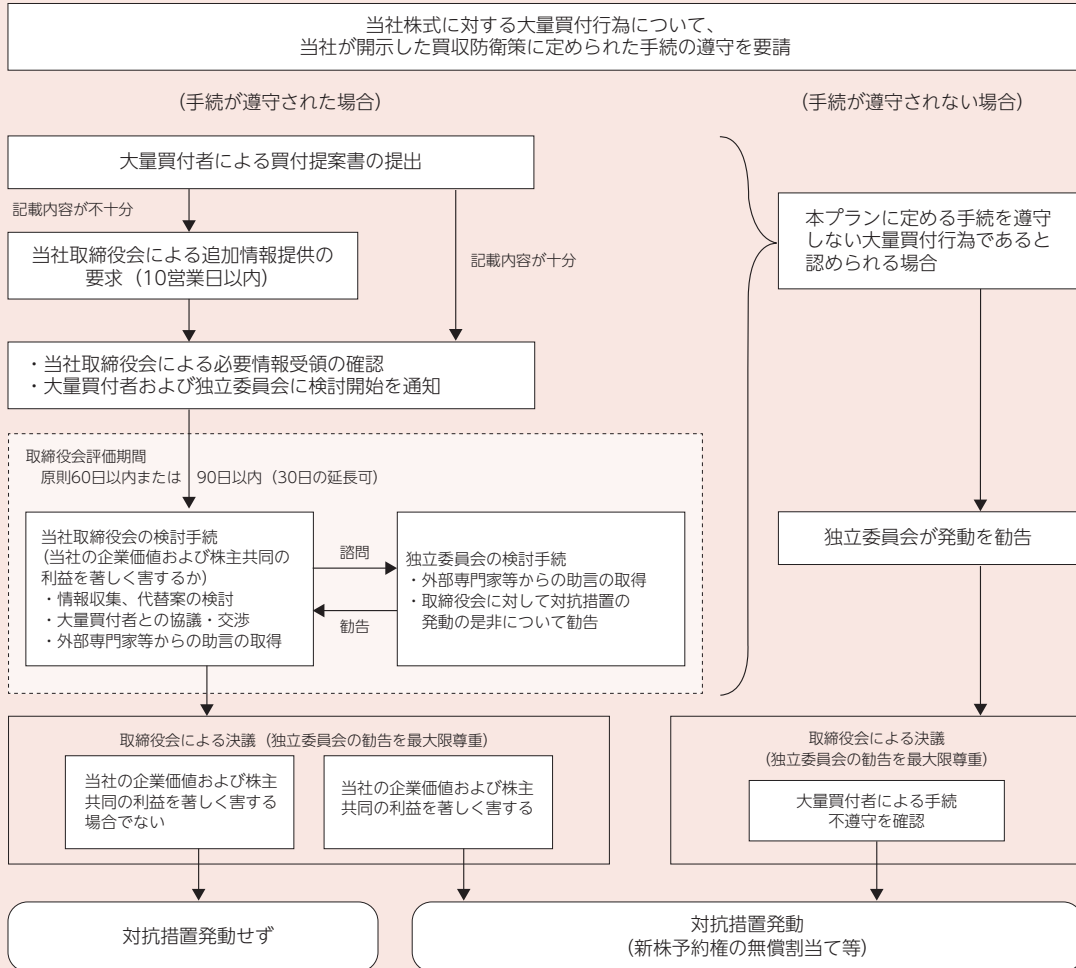 当社株式に対する大量買付行為について、
当社が開示した買収防衛策に定められた手続の遵守を要請
(手続が遵守された場合)
(手続が遵守されない場合)
大量買付者による買付提案書の提出
記載内容が不十分
当社取締役会による追加情報提供の
要求（10営業日以内）
記載内容が十分
本プランに定める手続を遵守
しない大量買付行為であると
認められる場合
・当社取締役会による必要情報受領の確認
・大量買付者および独立委員会に検討開始を通知
取締役会評価期間
原則60日以内または 90日以内（30日の延長可）
当社取締役会の検討手続
(当社の企業価値および株主共同の
利益を著しく害するか)
・情報収集、代替案の検討
・大量買付者との協議・交渉
・外部専門家等からの助言の取得
諮問
勧告
独立委員会の検討手続
・外部専門家等からの助言の取得
・取締役会に対して対抗措置の
発動の是非について勧告
独立委員会が発動を勧告
取締役会による決議（独立委員会の勧告を最大限尊重）
当社の企業価値および株主
共同の利益を著しく害する
場合でない
当社の企業価値および株主
共同の利益を著しく害する
取締役会による決議
(独立委員会の勧告を最大限尊重)
大量買付者による手続
不遵守を確認
対抗措置発動せず
対抗措置発動
(新株予約権の無償割当て等)